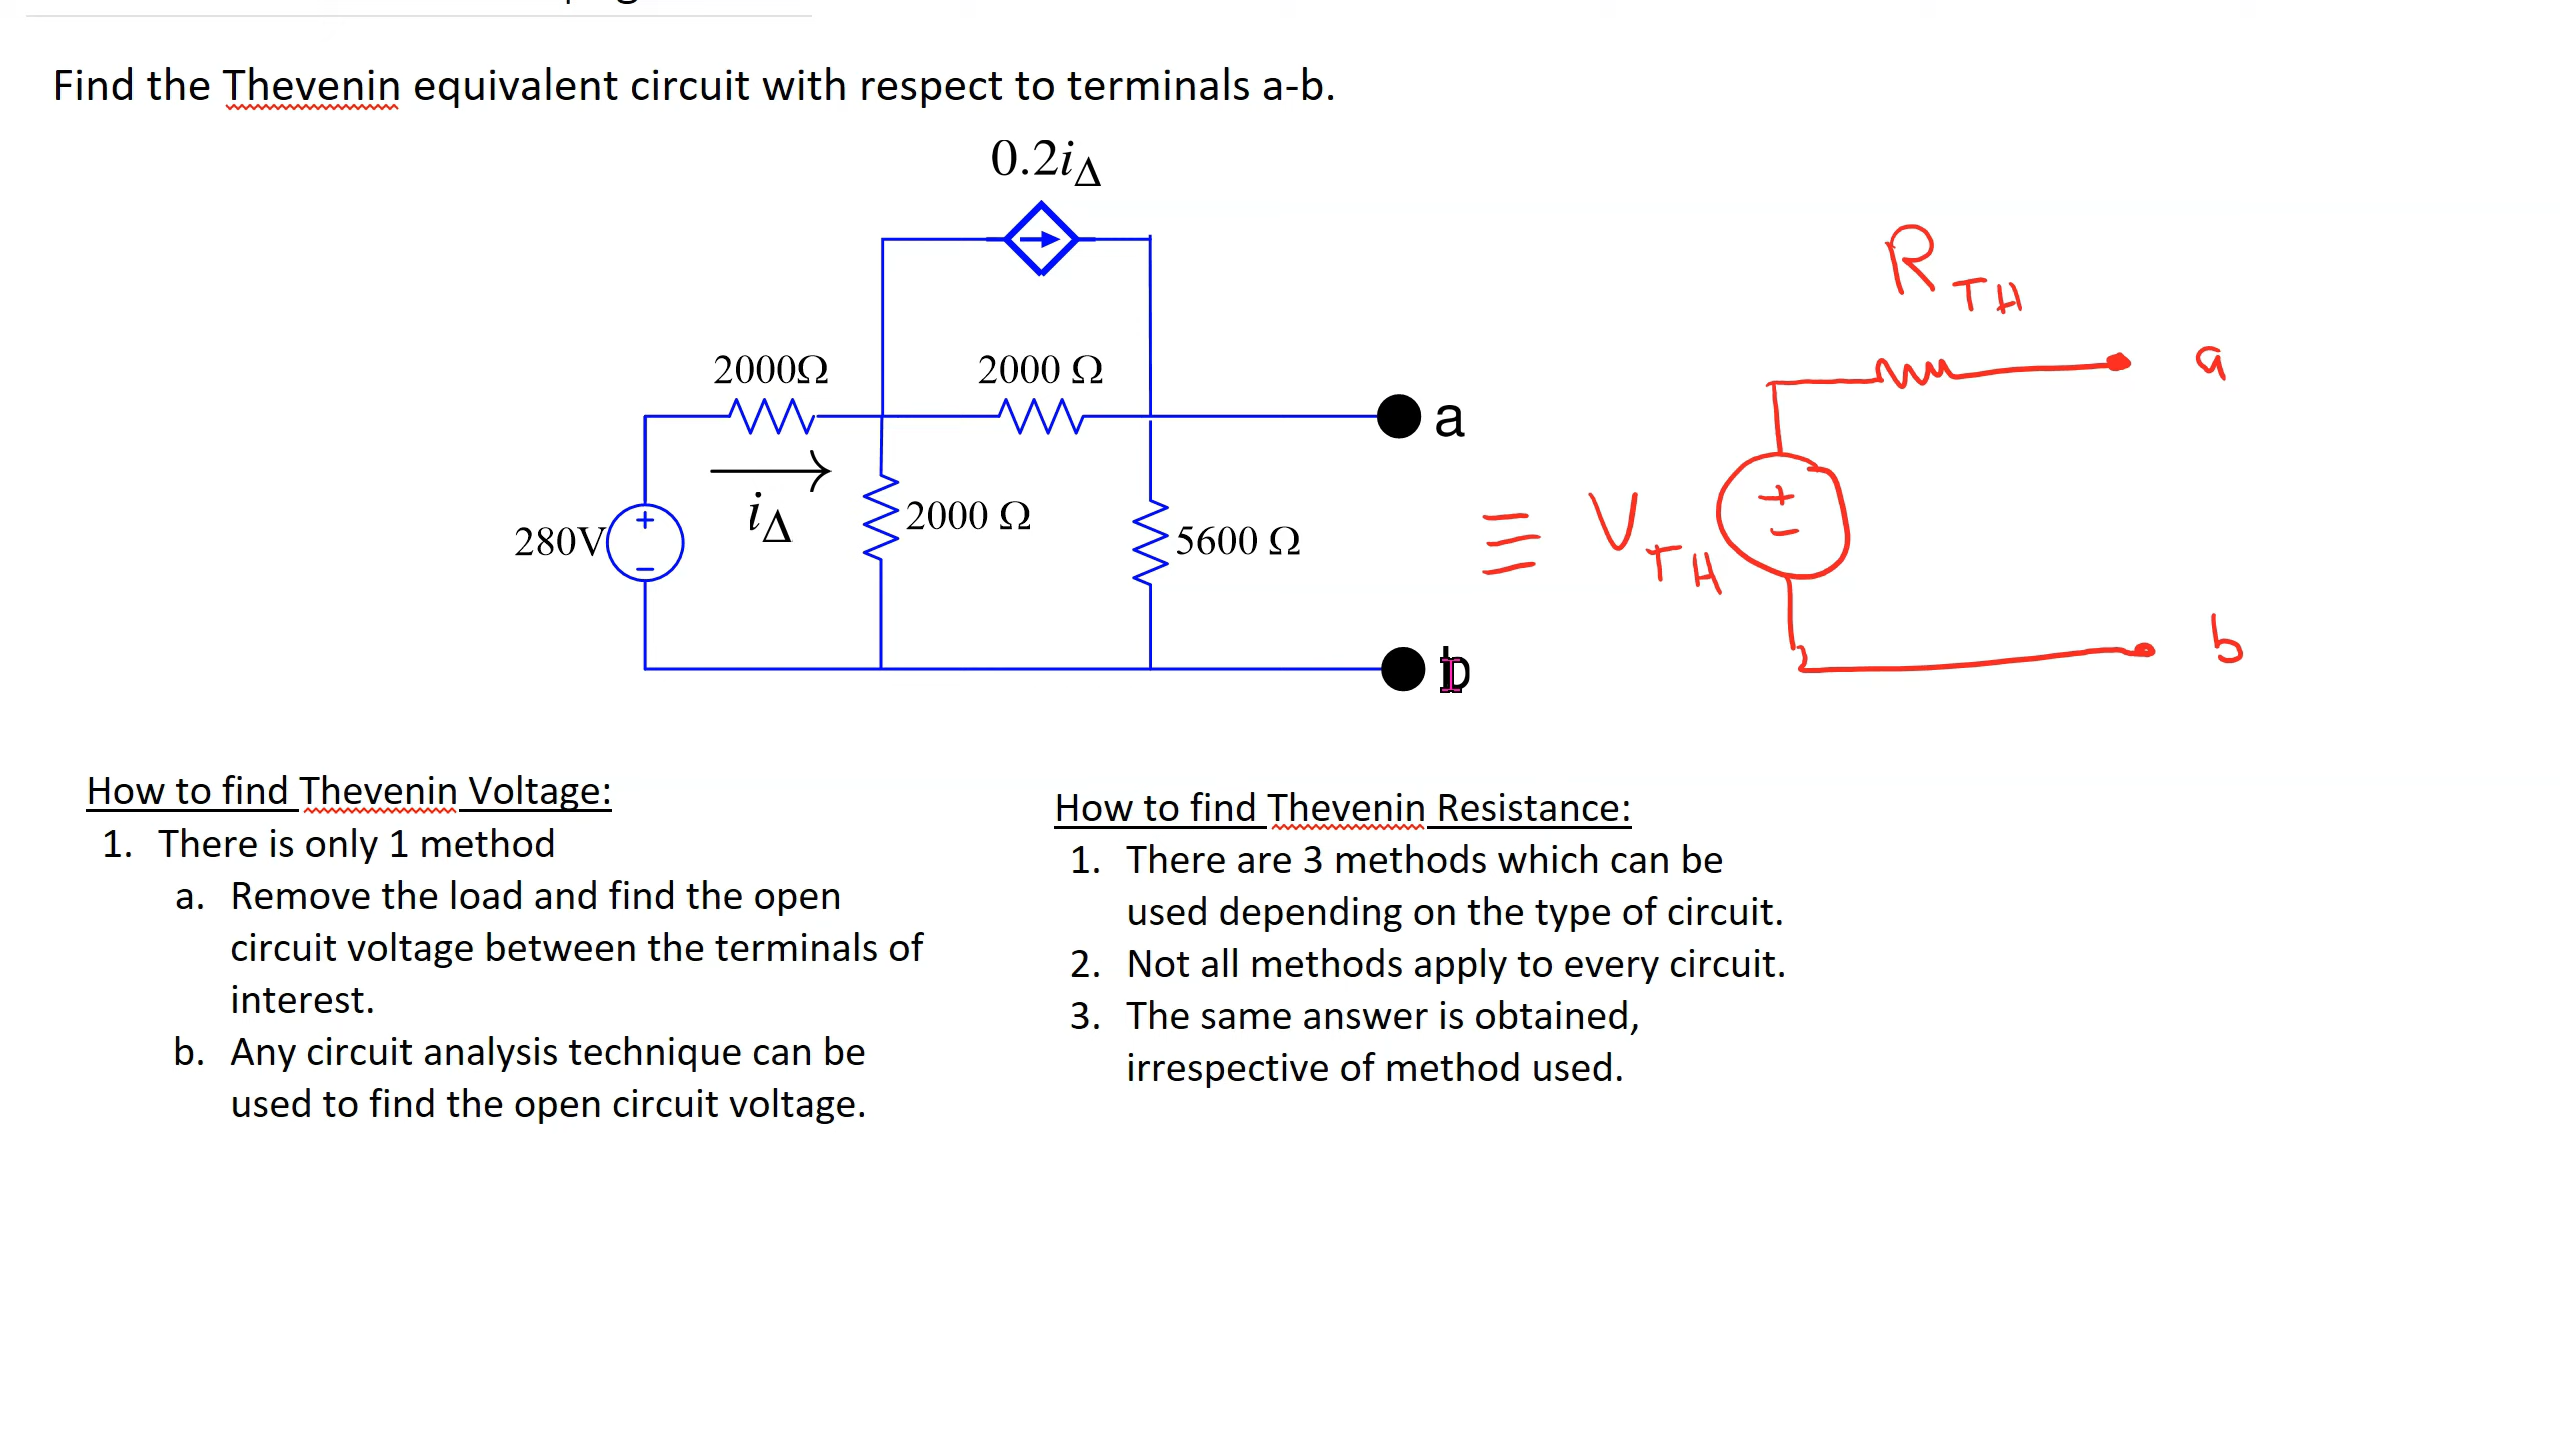 Find the Thevenin equivalent circuit with respect to terminals a-b.
0.2iΔ
R TH
2000Ω
2000 Ω
a
a
iΔ
280V
+
−
2000 Ω
5600 Ω
≡ V TH
+
−
b
b
How to find Thevenin Voltage:
1. There is only 1 method
a. Remove the load and find the open
circuit voltage between the terminals of
interest.
b. Any circuit analysis technique can be
used to find the open circuit voltage.
How to find Thevenin Resistance:
1. There are 3 methods which can be
used depending on the type of circuit.
2. Not all methods apply to every circuit.
3. The same answer is obtained,
irrespective of method used.